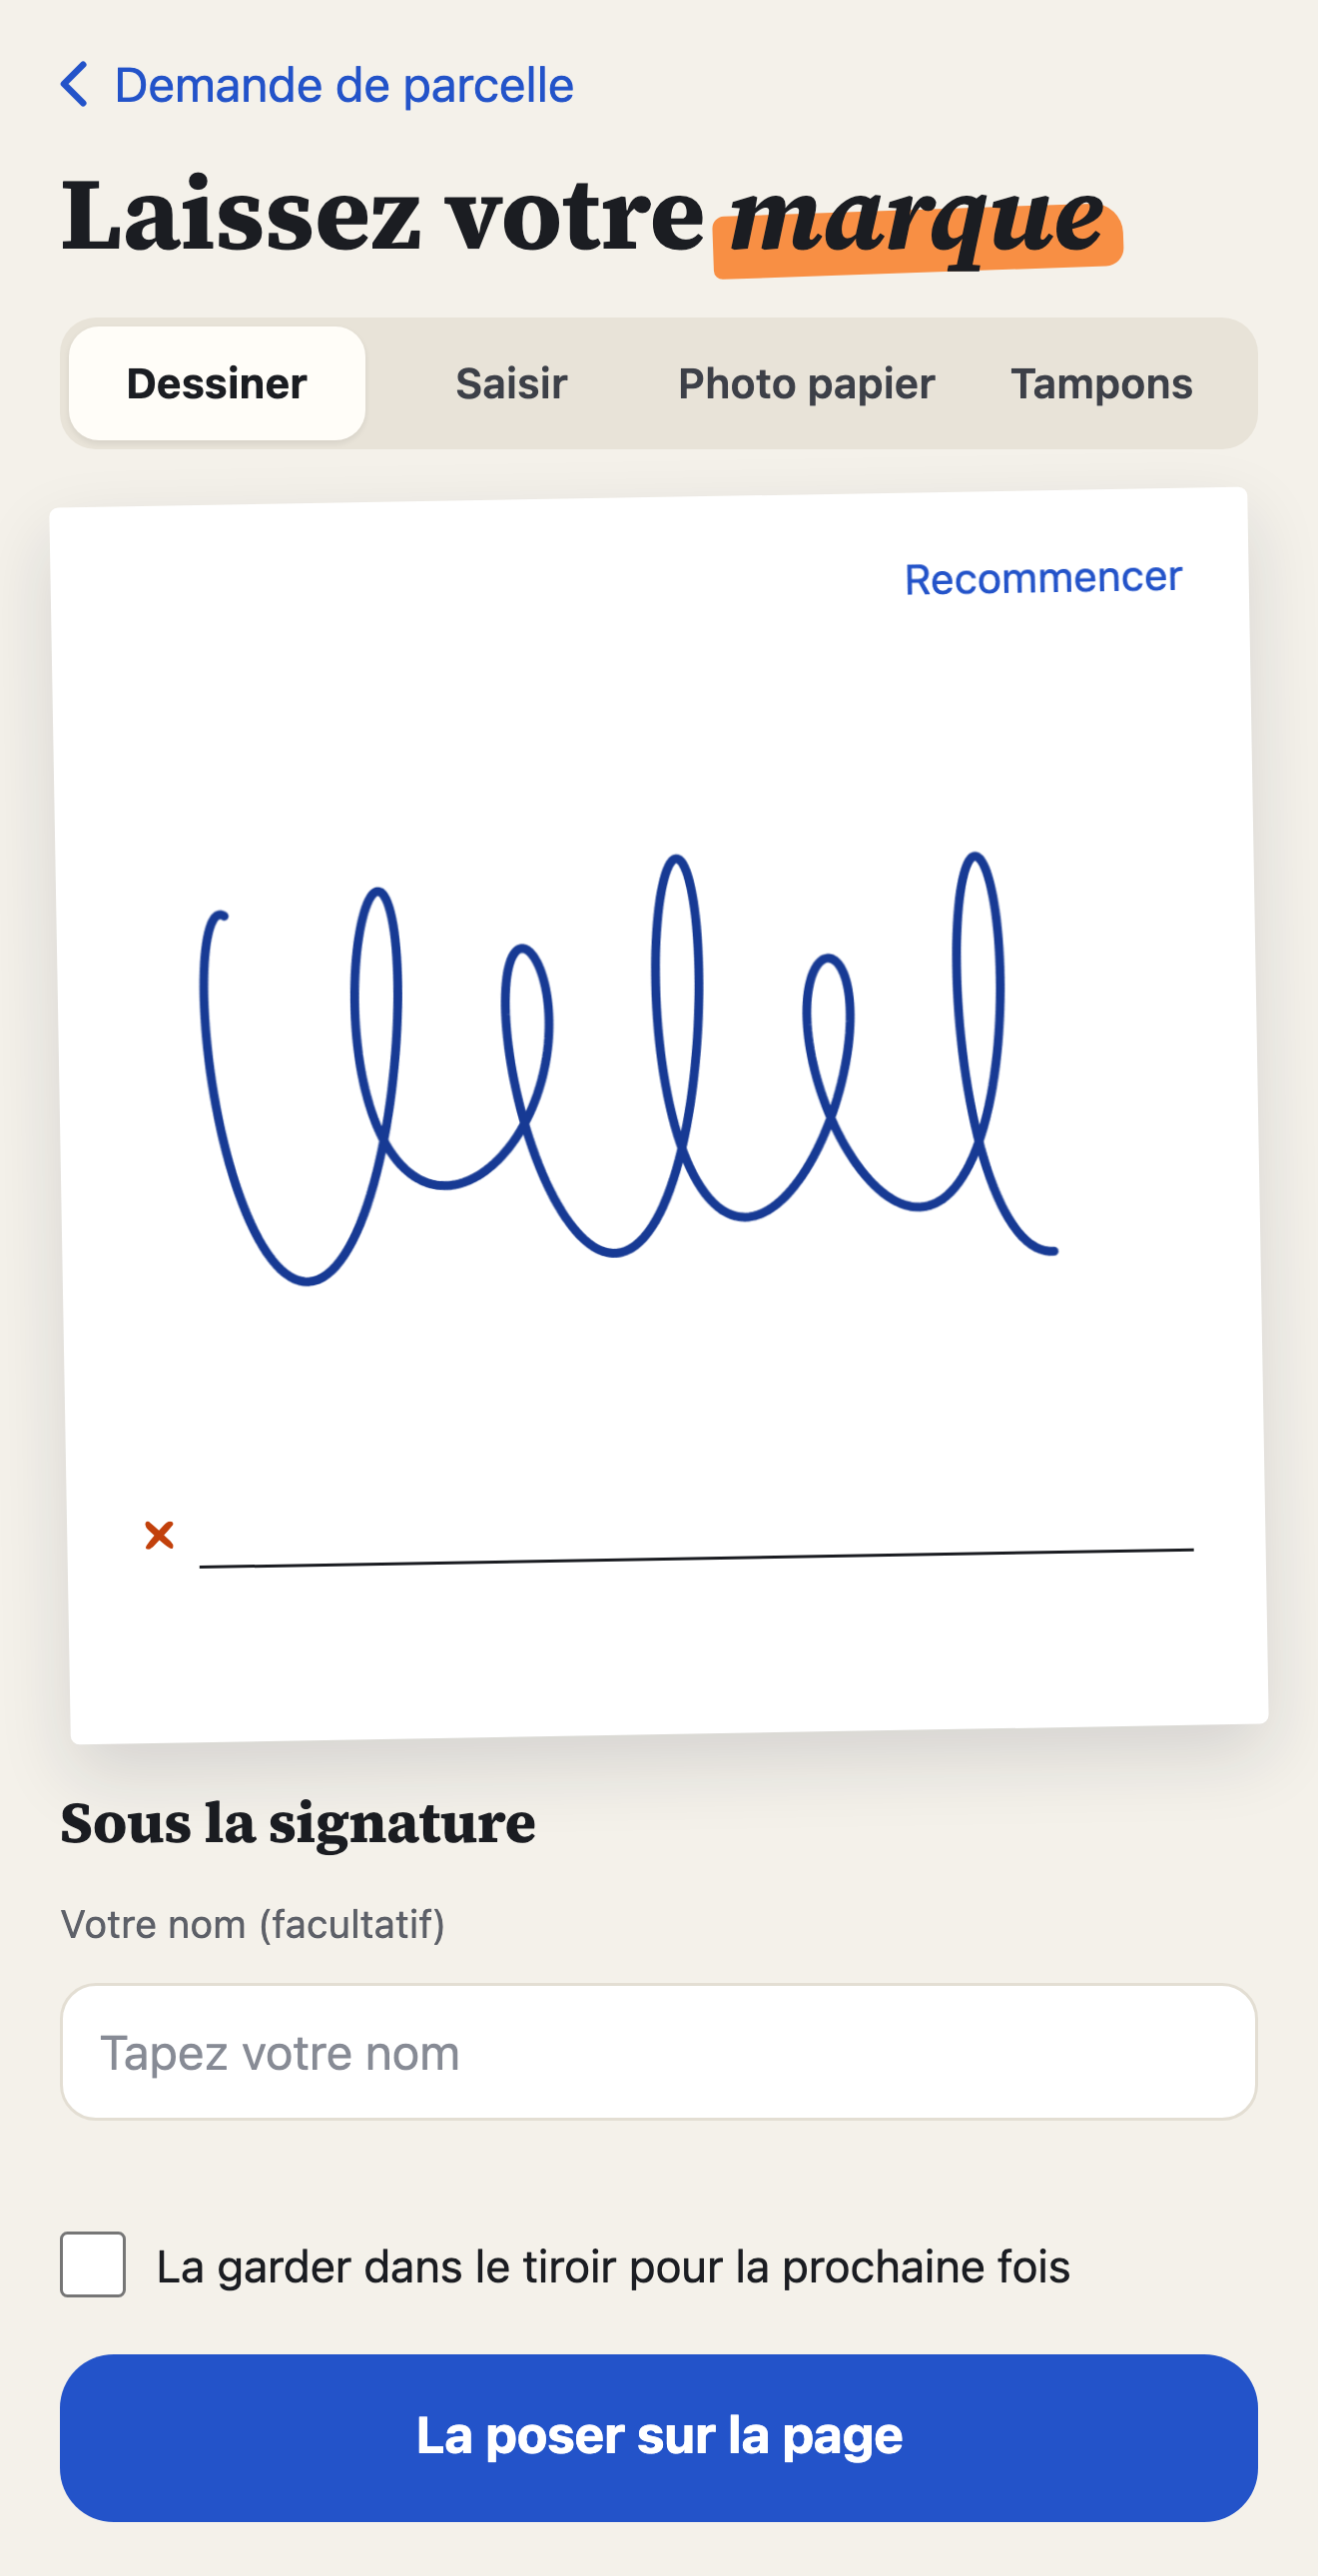 Demande de parcelle
Laissez votre marque
Dessiner Saisir Photo papier Tampons
Recommencer
Sous la signature
Votre nom (facultatif)
Tapez votre nom
La garder dans le tiroir pour la prochaine fois
La poser sur la page